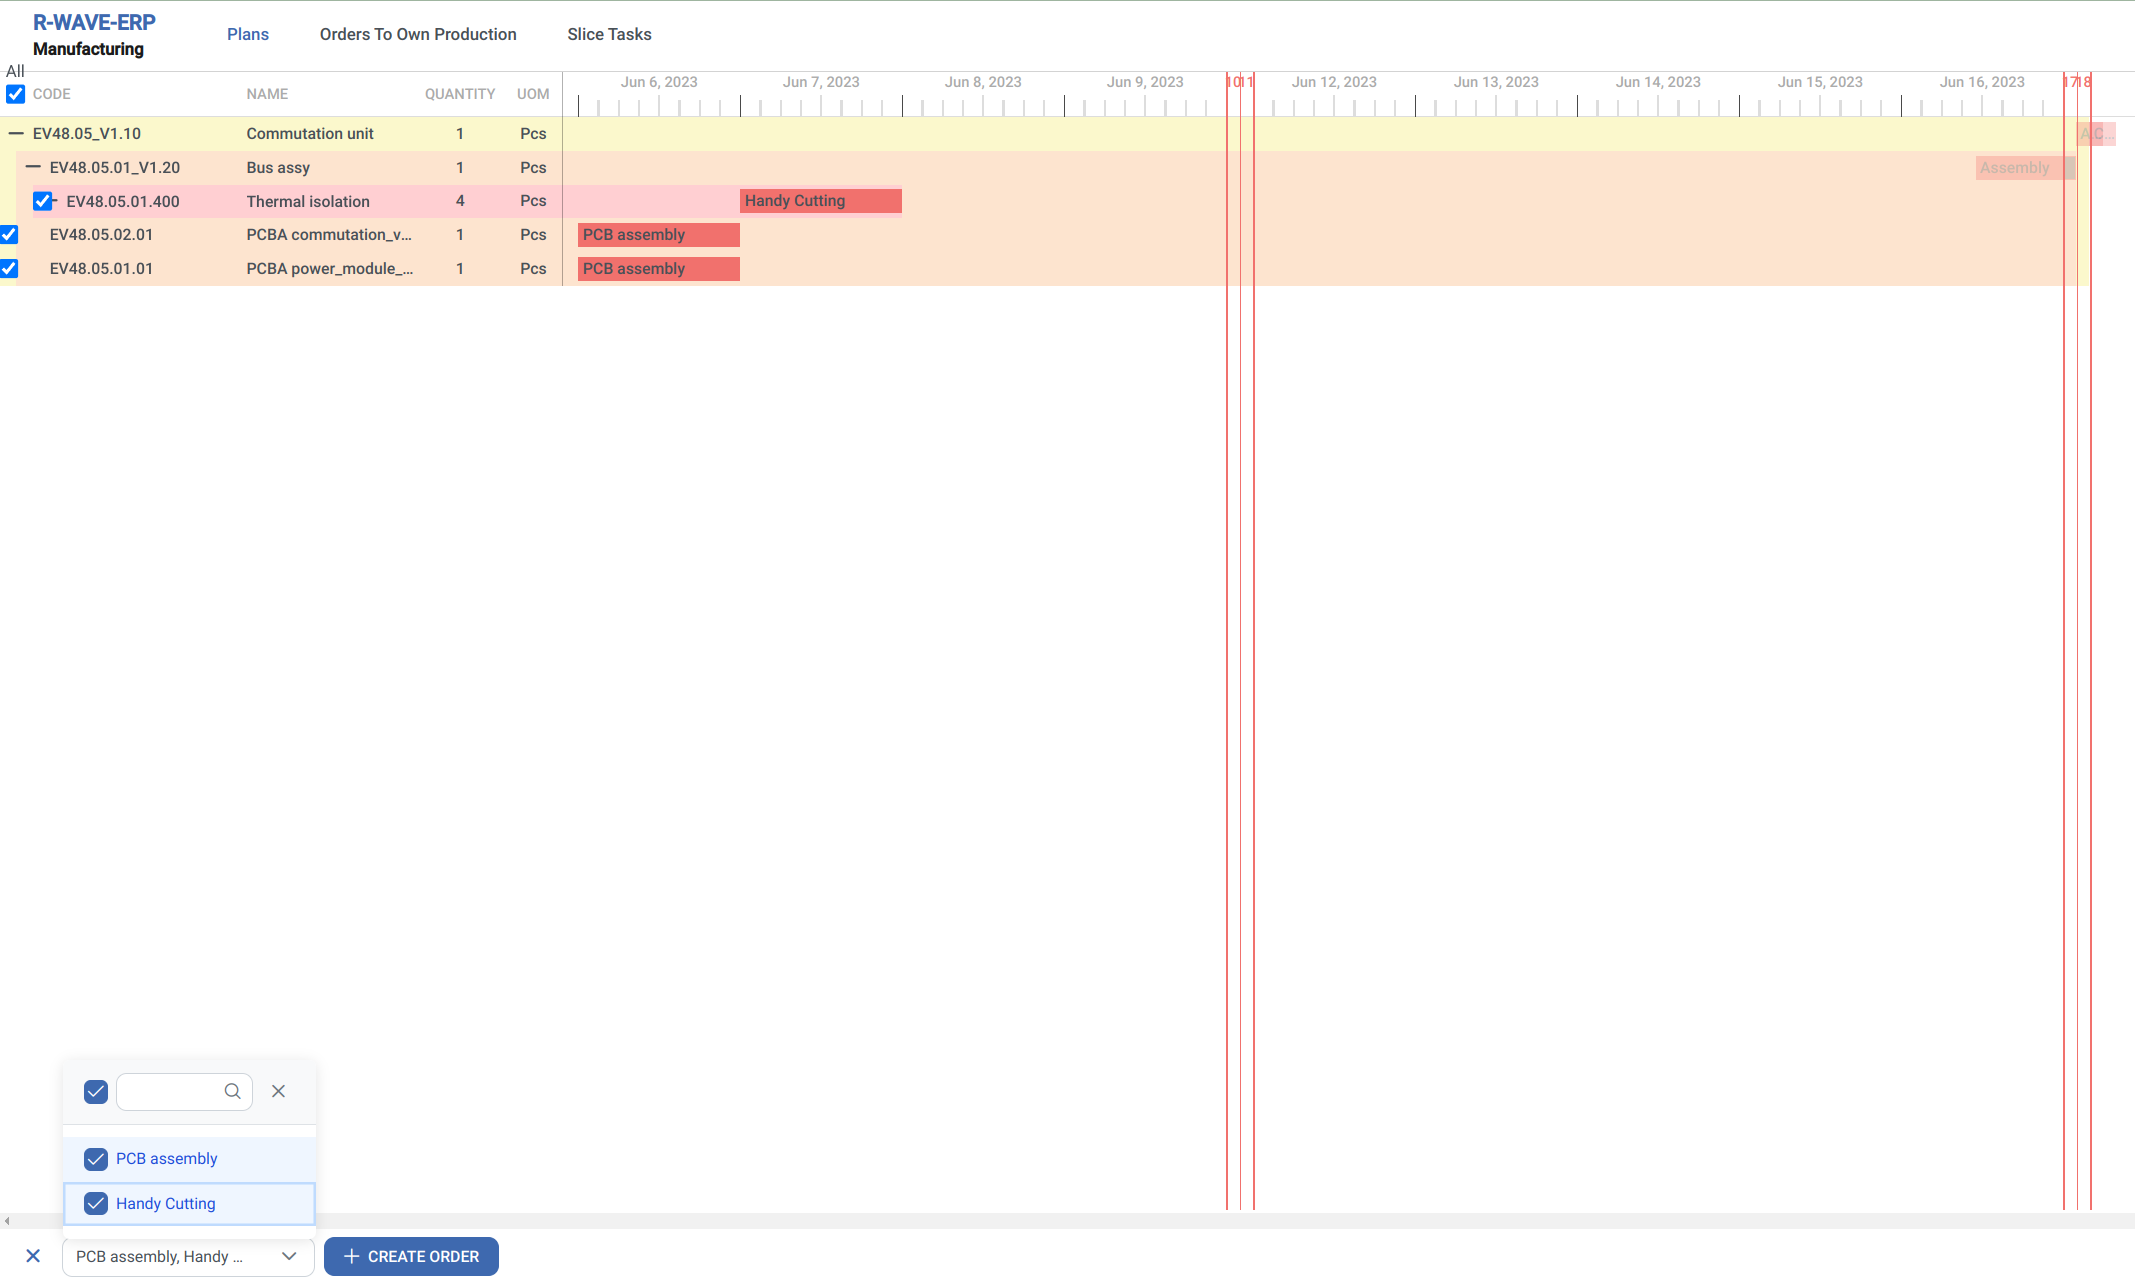 R-WAVE-ERP
Manufacturing
Plans Orders To Own Production Slice Tasks
All
CODE NAME QUANTITY UOM
Jun 6, 2023 Jun 7, 2023 Jun 8, 2023 Jun 9, 2023 10 11 Jun 12, 2023 Jun 13, 2023 Jun 14, 2023 Jun 15, 2023 Jun 16, 2023 17 18
EV48.05_V1.10 Commutation unit 1 Pcs A C...
EV48.05.01_V1.20 Bus assy 1 Pcs Assembly
EV48.05.01.400 Thermal isolation 4 Pcs Handy Cutting
EV48.05.02.01 PCBA commutation_v... 1 Pcs PCB assembly
EV48.05.01.01 PCBA power_module_... 1 Pcs PCB assembly
PCB assembly
Handy Cutting
PCB assembly, Handy ...
CREATE ORDER